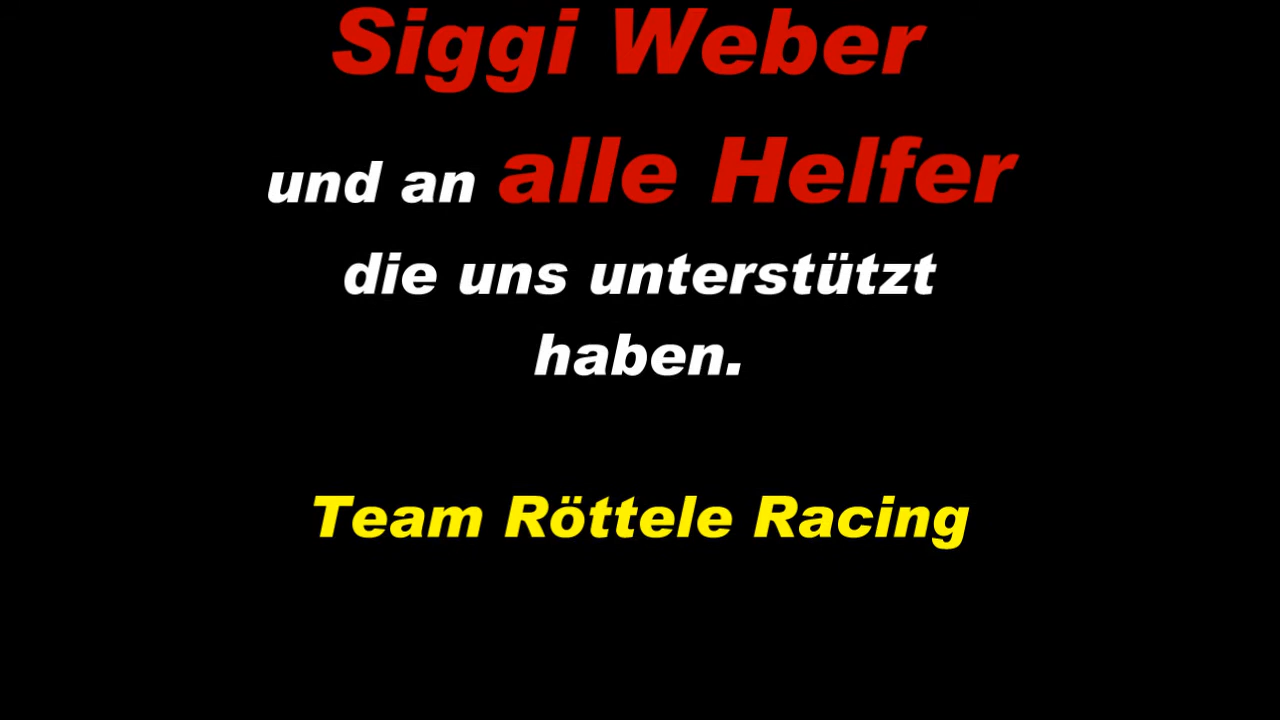 Siggi Weber
und an alle Helfer
die uns unterstützt
haben.
Team Röttele Racing